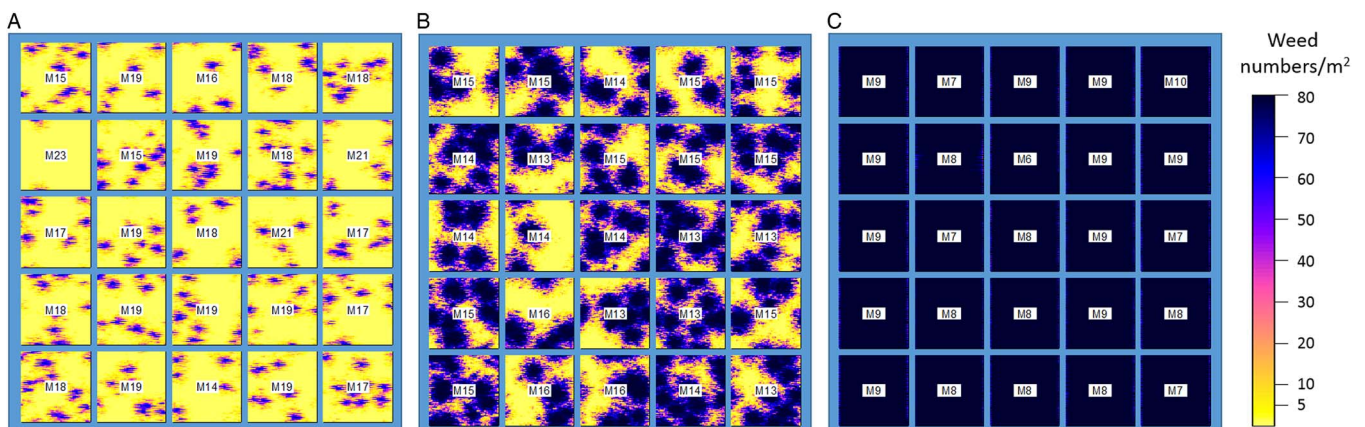 A
B
C
M15 M19 M16 M18 M18
M23 M15 M19 M18 M21
M17 M19 M18 M21 M17
M18 M19 M19 M19 M17
M18 M19 M14 M19 M17
M15 M15 M14 M15 M15
M14 M13 M15 M15 M15
M14 M14 M14 M13 M13
M15 M16 M13 M13 M15
M15 M16 M16 M14 M13
M9 M7 M9 M9 M10
M9 M8 M6 M9 M9
M9 M7 M8 M9 M7
M9 M8 M8 M9 M8
M9 M8 M8 M8 M7
Weed
numbers/m²
80
70
60
50
40
30
20
10
5